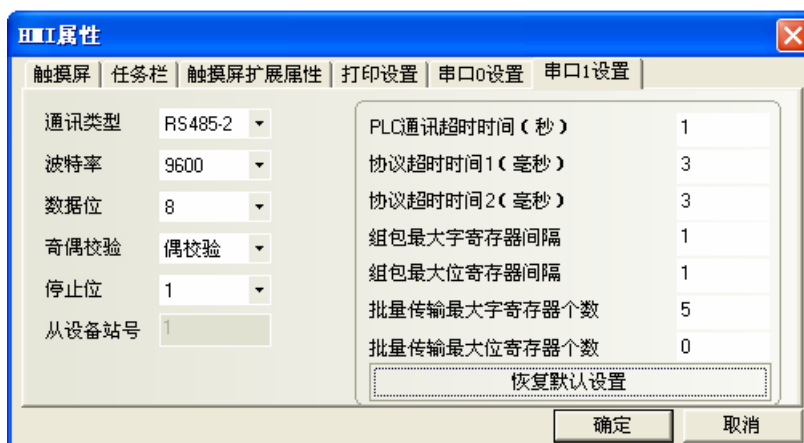 HMI属性
触摸屏 任务栏 触摸屏扩展属性 打印设置 串口0设置 串口1设置
通讯类型 RS485-2
波特率 9600
数据位 8
奇偶校验 偶校验
停止位 1
从设备站号 1
PLC通讯超时时间(秒) 1
协议超时时间1(毫秒) 3
协议超时时间2(毫秒) 3
组包最大字寄存器间隔 1
组包最大位寄存器间隔 1
批量传输最大字寄存器个数 5
批量传输最大位寄存器个数 0
恢复默认设置
确定 取消